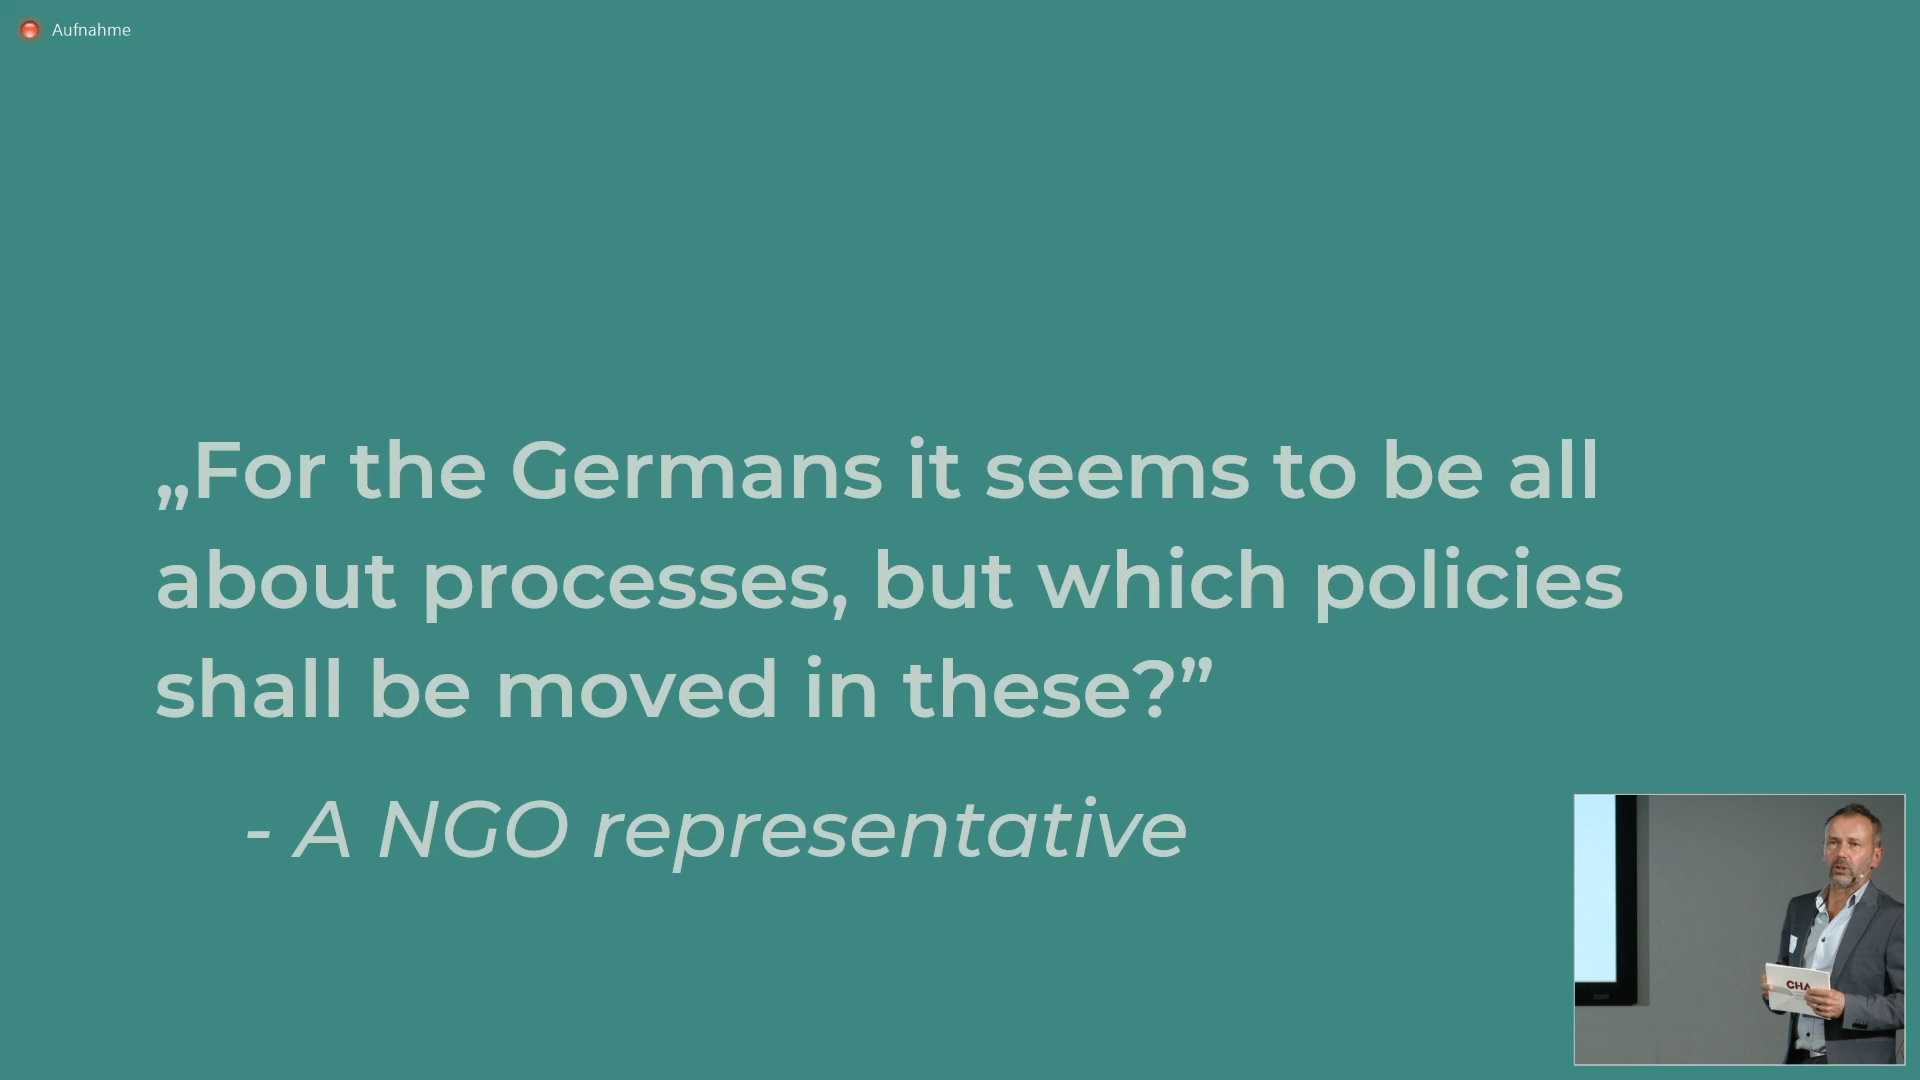 Aufnahme
„For the Germans it seems to be all
about processes, but which policies
shall be moved in these?”
- A NGO representative
CHA